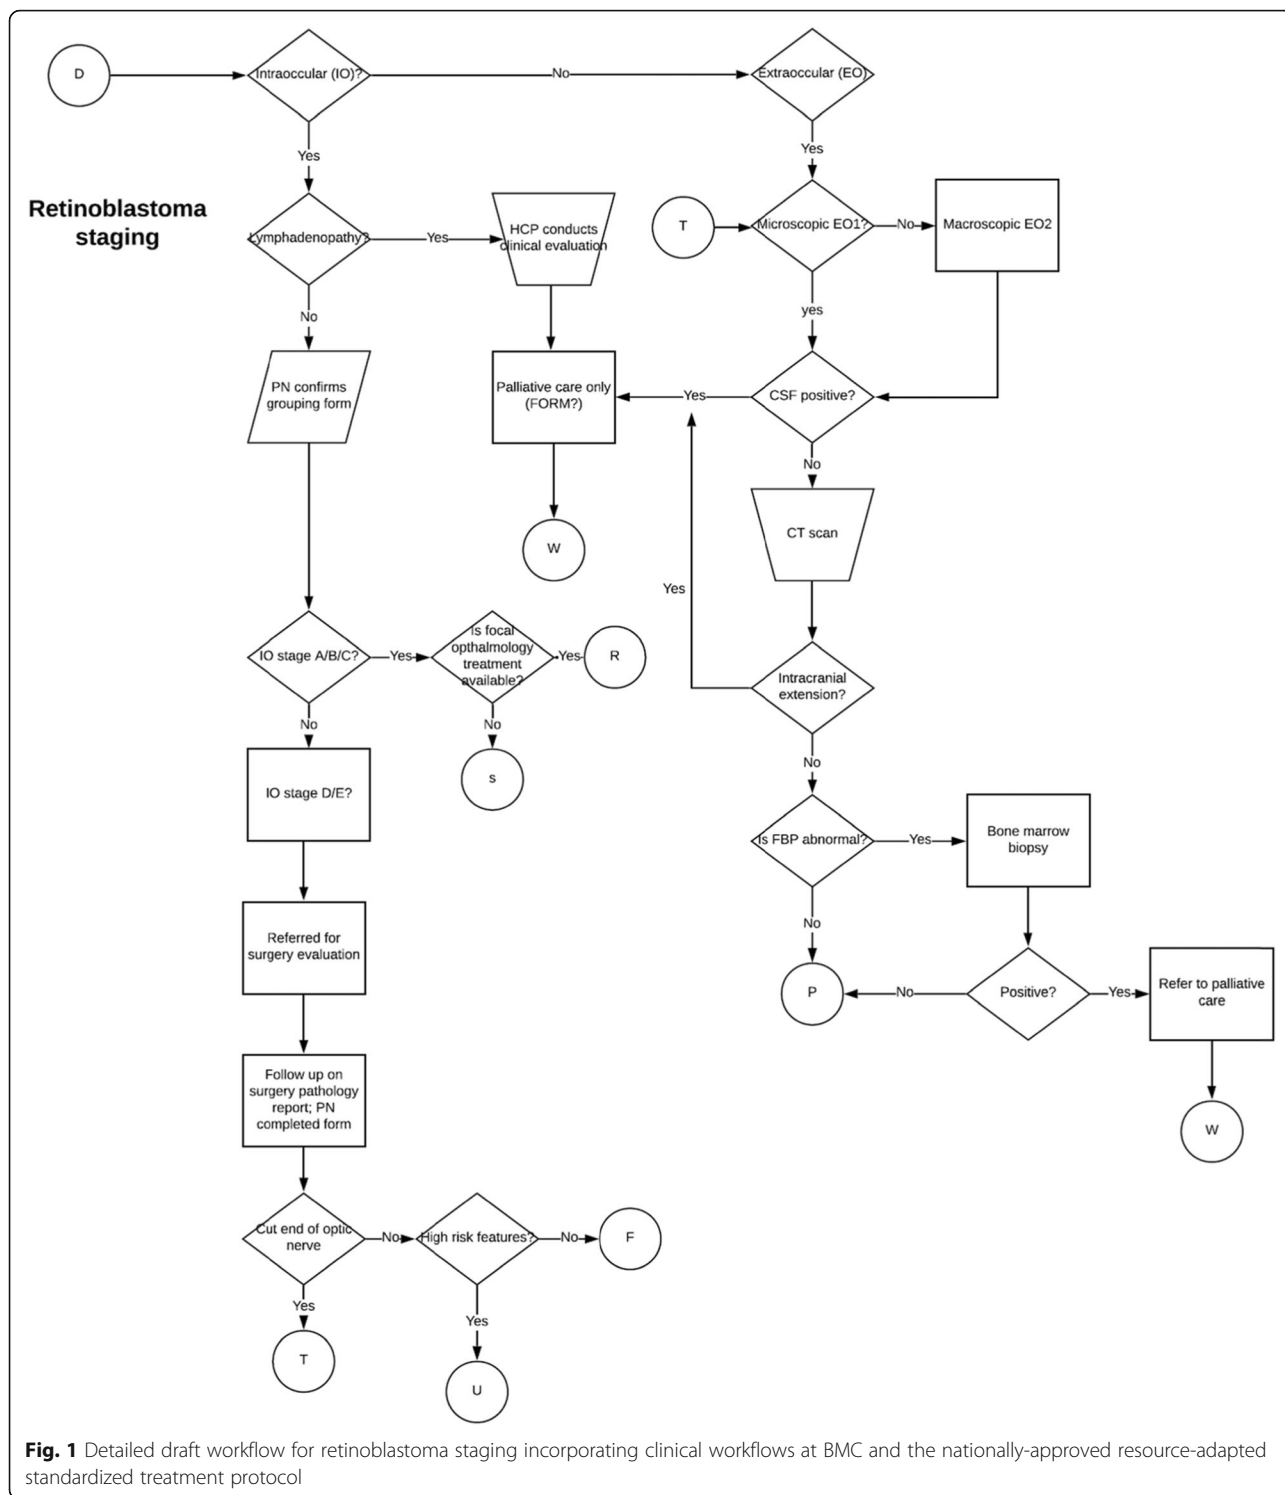 D
Intraoccular (IO)?
No
Extraoccular (EO)
Yes
Yes
Retinoblastoma
staging
Lymphadenopathy?
Yes
HCP conducts
clinical evaluation
T
Microscopic EO1?
No
Macroscopic EO2
No
yes
PN confirms
grouping form
Palliative care only
(FORM?)
Yes
CSF positive?
No
CT scan
W
Yes
IO stage A/B/C?
Yes
Is focal
opthalmology
treatment
available?
Yes
R
Intracranial
extension?
No
No
s
No
IO stage D/E?
Is FBP abnormal?
Yes
Bone marrow
biopsy
No
Referred for
surgery evaluation
P
No
Positive?
Yes
Refer to palliative
care
Follow up on
surgery pathology
report; PN
completed form
W
Cut end of optic
nerve
No
High risk features?
No
F
Yes
Yes
T
U
Fig. 1 Detailed draft workflow for retinoblastoma staging incorporating clinical workflows at BMC and the nationally-approved resource-adapted
standardized treatment protocol